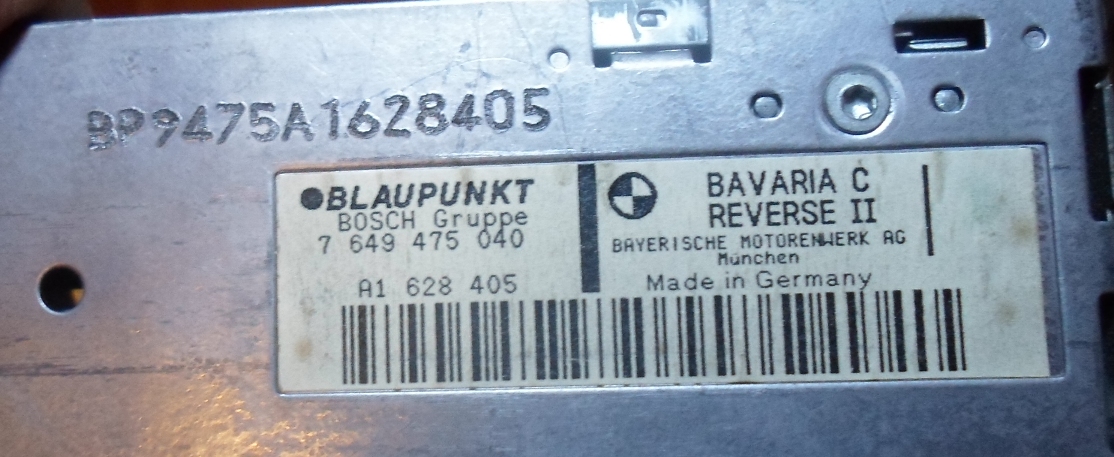 6
BP9475A1628405
BLAUPUNKT
BOSCH Gruppe
7 649 475 040
A1 628 405
BAVARIA C
REVERSE II
BAYERISCHE MOTORENWERK AG
München
Made in Germany